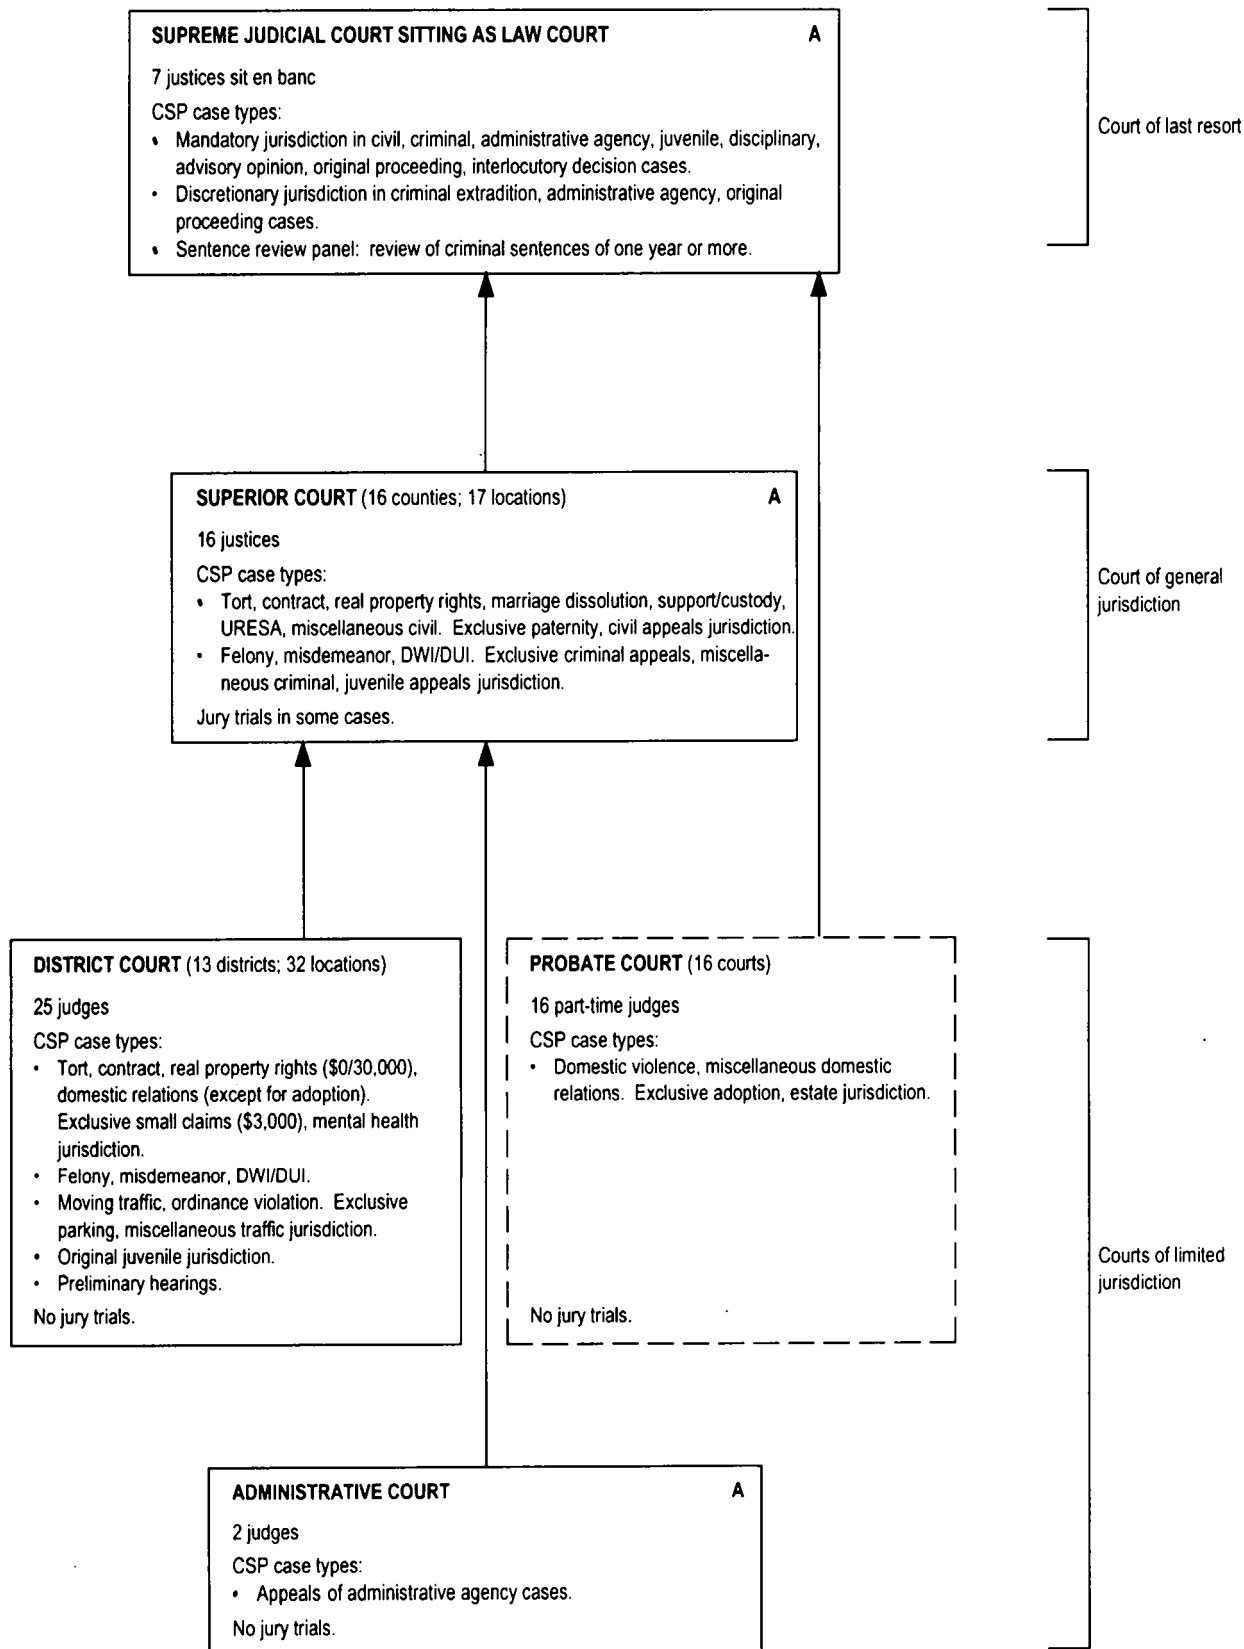 SUPREME JUDICIAL COURT SITTING AS LAW COURT A
7 justices sit en banc
CSP case types:
• Mandatory jurisdiction in civil, criminal, administrative agency, juvenile, disciplinary,
advisory opinion, original proceeding, interlocutory decision cases.
• Discretionary jurisdiction in criminal extradition, administrative agency, original
proceeding cases.
• Sentence review panel: review of criminal sentences of one year or more.
Court of last resort
SUPERIOR COURT (16 counties; 17 locations) A
16 justices
CSP case types:
• Tort, contract, real property rights, marriage dissolution, support/custody,
URESA, miscellaneous civil. Exclusive paternity, civil appeals jurisdiction.
• Felony, misdemeanor, DWI/DUI. Exclusive criminal appeals, miscella-
neous criminal, juvenile appeals jurisdiction.
Jury trials in some cases.
Court of general
jurisdiction
DISTRICT COURT (13 districts; 32 locations)
25 judges
CSP case types:
• Tort, contract, real property rights ($0/30,000),
domestic relations (except for adoption).
Exclusive small claims ($3,000), mental health
jurisdiction.
• Felony, misdemeanor, DWI/DUI.
• Moving traffic, ordinance violation. Exclusive
parking, miscellaneous traffic jurisdiction.
• Original juvenile jurisdiction.
• Preliminary hearings.
No jury trials.
PROBATE COURT (16 courts)
16 part-time judges
CSP case types:
• Domestic violence, miscellaneous domestic
relations. Exclusive adoption, estate jurisdiction.
No jury trials.
Courts of limited
jurisdiction
ADMINISTRATIVE COURT A
2 judges
CSP case types:
• Appeals of administrative agency cases.
No jury trials.